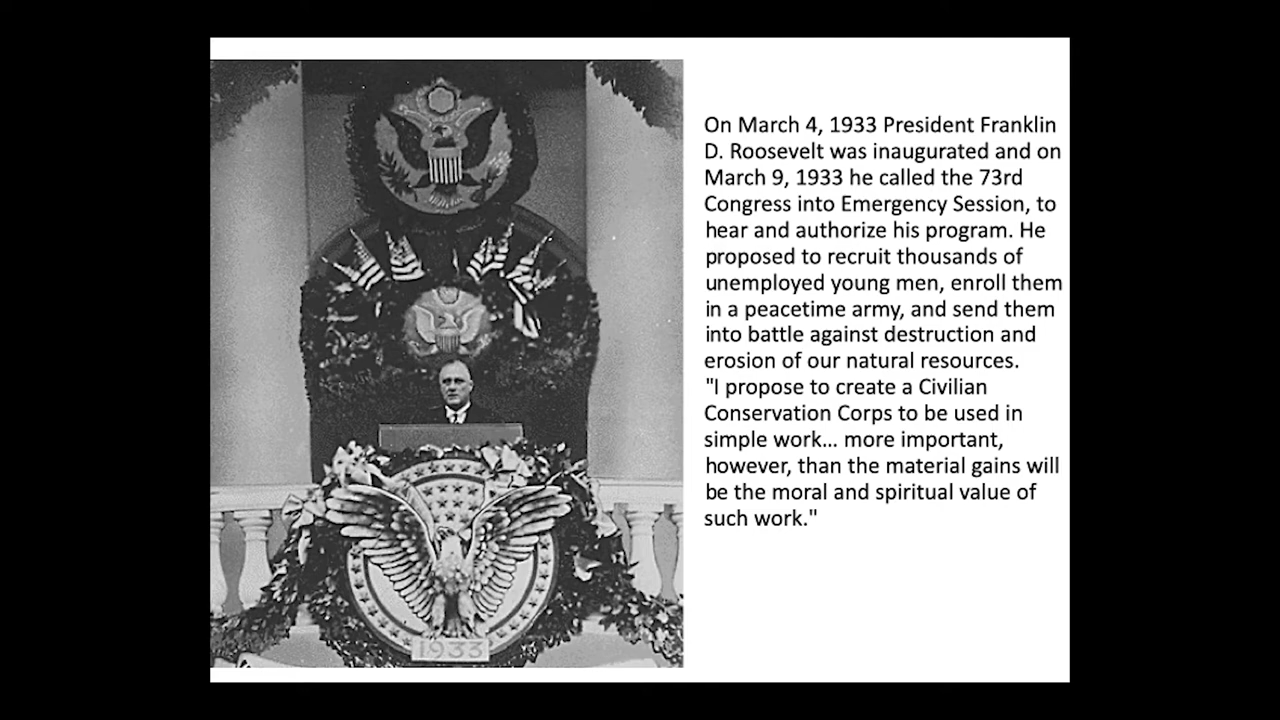 On March 4, 1933 President Franklin
D. Roosevelt was inaugurated and on
March 9, 1933 he called the 73rd
Congress into Emergency Session, to
hear and authorize his program. He
proposed to recruit thousands of
unemployed young men, enroll them
in a peacetime army, and send them
into battle against destruction and
erosion of our natural resources.
"I propose to create a Civilian
Conservation Corps to be used in
simple work… more important,
however, than the material gains will
be the moral and spiritual value of
such work."
1933